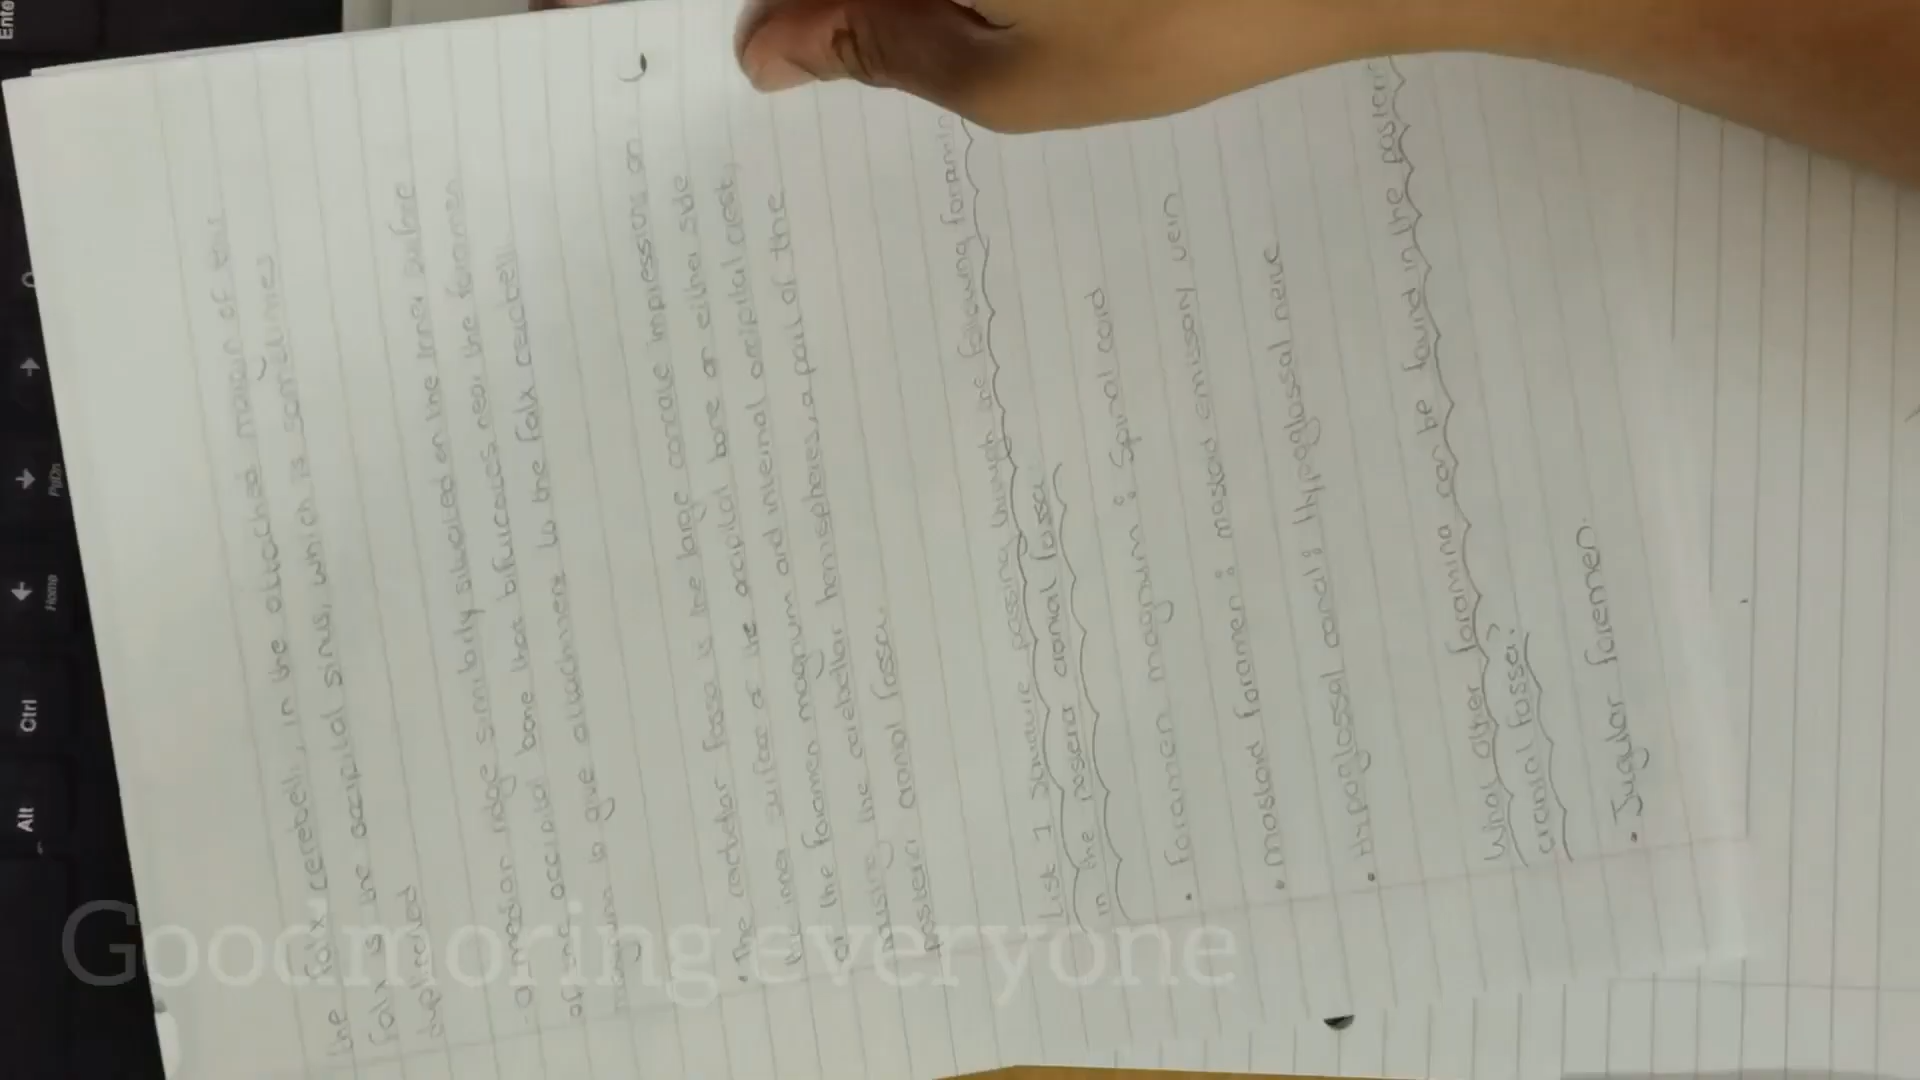 the falx cerebelli, in the attached margin of this
falx is the occipital sinus, which is sometimes
duplicated
- a median ridge similarly situated on the inner surface
of the occipital bone that bifurcates near the foramen
magnum to give attachment to the falx cerebelli
• The cerebellar fossa is the large concave impressions on
the inner surface of the occipital bone on either side
of the foramen magnum and internal occipital crest,
housing the cerebellar hemispheres, a part of the
posterior cranial fossa
List 1 structure passing through the following foramin
in the posterior cranial fossa
• foramen magnum : Spinal cord
• mastoid foramen : mastoid emissory vein
• Hypoglossal canal : Hypoglossal nerve
What other foramina can be found in the posterior
cranial fossa?
• Jugular foremen.
Enter
PgDn
Home
Ctrl
Alt
Goodmoring everyone